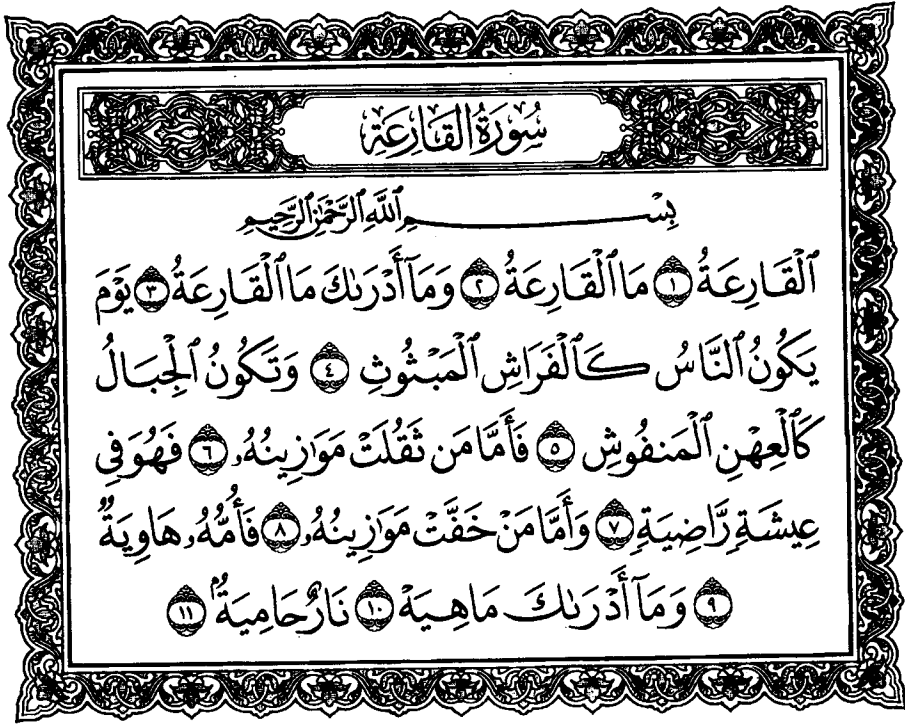 سُورَةُ الْقَارِعَةِ
بِسْمِ ٱللَّهِ ٱلرَّحْمَٰنِ ٱلرَّحِيمِ
ٱلْقَارِعَةُ ١ مَا ٱلْقَارِعَةُ ٢ وَمَآ أَدْرَىٰكَ مَا ٱلْقَارِعَةُ ٣ يَوْمَ
يَكُونُ ٱلنَّاسُ كَٱلْفَرَاشِ ٱلْمَبْثُوثِ ٤ وَتَكُونُ ٱلْجِبَالُ
كَٱلْعِهْنِ ٱلْمَنفُوشِ ٥ فَأَمَّا مَن ثَقُلَتْ مَوَٰزِينُهُۥ ٦ فَهُوَ فِى
عِيشَةٍ رَّاضِيَةٍ ٧ وَأَمَّا مَنْ خَفَّتْ مَوَٰزِينُهُۥ ٨ فَأُمُّهُۥ هَاوِيَةٌ
٩ وَمَآ أَدْرَىٰكَ مَا هِيَهْ ١٠ نَارٌ حَامِيَةٌۢ ١١